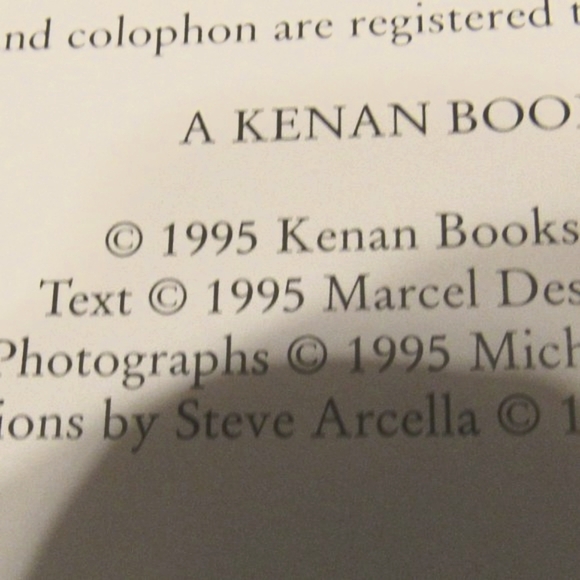 nd colophon are registered t
A KENAN BOO
© 1995 Kenan Books
Text © 1995 Marcel Des
Photographs © 1995 Mich
ions by Steve Arcella © 1